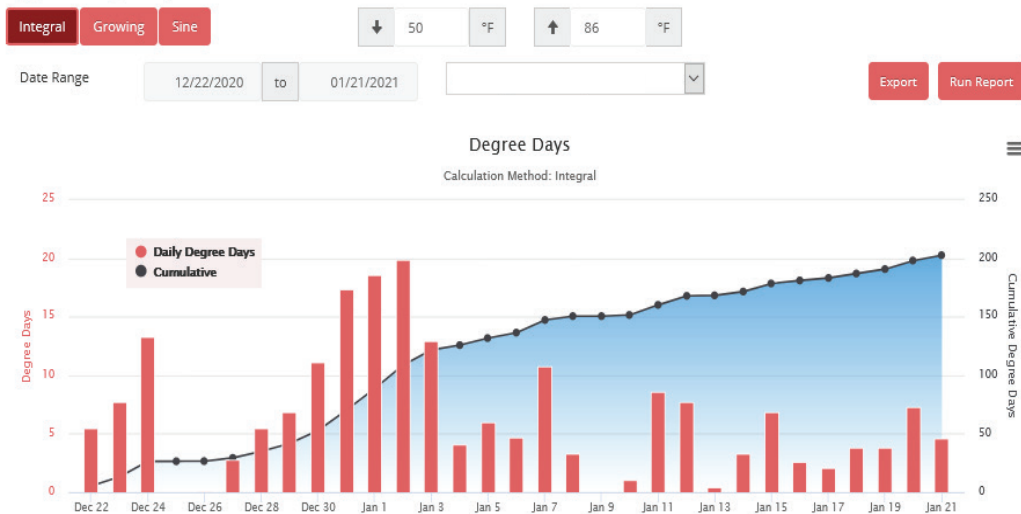 Integral Growing Sine 50 °F 86 °F
Date Range 12/22/2020 to 01/21/2021 Export Run Report
Degree Days
Calculation Method: Integral
25 250
Daily Degree Days
Cumulative
20 200
15 150
10 100
5 50
0 0
Degree Days
Cumulative Degree Days
Dec 22 Dec 24 Dec 26 Dec 28 Dec 30 Jan 1 Jan 3 Jan 5 Jan 7 Jan 9 Jan 11 Jan 13 Jan 15 Jan 17 Jan 19 Jan 21